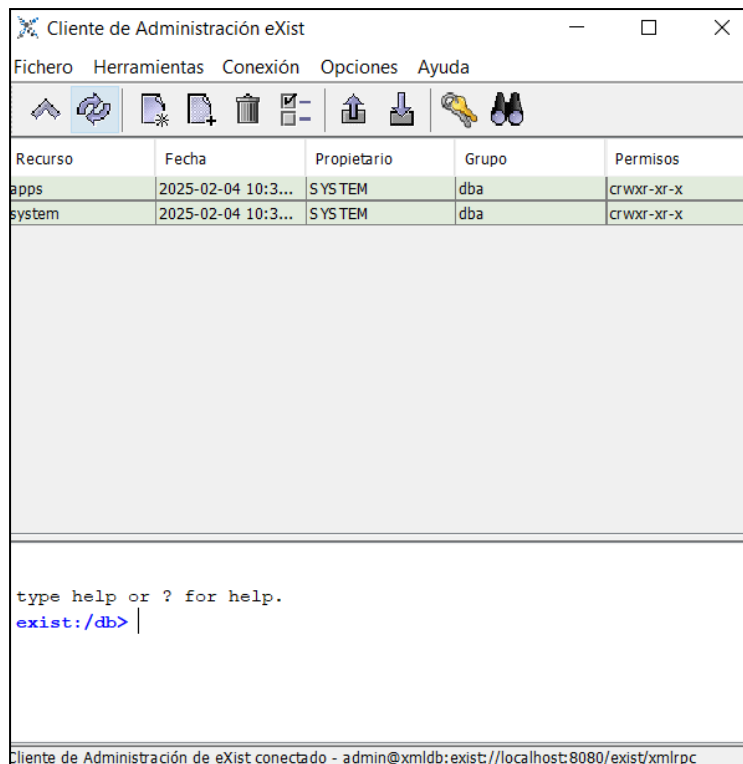 Cliente de Administración eXist
Fichero Herramientas Conexión Opciones Ayuda
Recurso Fecha Propietario Grupo Permisos
apps 2025-02-04 10:3... SYSTEM dba crwxr-xr-x
system 2025-02-04 10:3... SYSTEM dba crwxr-xr-x
type help or ? for help.
exist:/db>
Cliente de Administración de eXist conectado - admin@xmldb:exist://localhost:8080/exist/xmlrpc